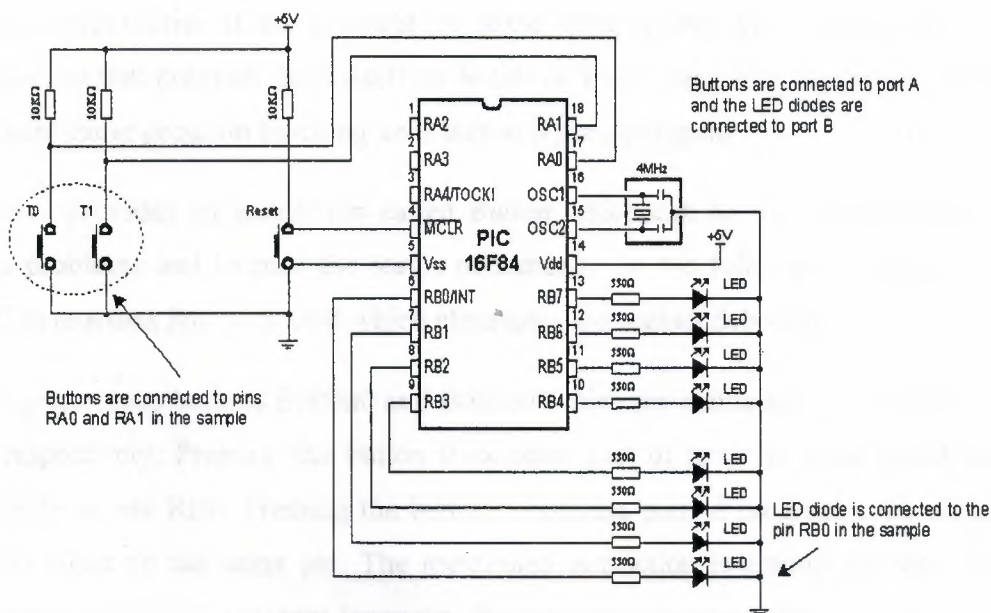 +5V
10KΩ
10KΩ
10KΩ
Buttons are connected to port A
and the LED diodes are
connected to port B
T0
T1
Reset
1
RA2
2
RA3
3
RA4/TOCKI
4
MCLR
5
Vss
6
RB0/INT
7
RB1
8
RB2
9
RB3
PIC
16F84
18
RA1
17
RA0
16
OSC1
15
OSC2
14
Vdd
13
RB7
12
RB6
11
RB5
10
RB4
4MHz
+5V
330Ω
LED
330Ω
LED
330Ω
LED
330Ω
LED
330Ω
LED
330Ω
LED
330Ω
LED
330Ω
LED
Buttons are connected to pins
RA0 and RA1 in the sample
LED diode is connected to the
pin RB0 in the sample